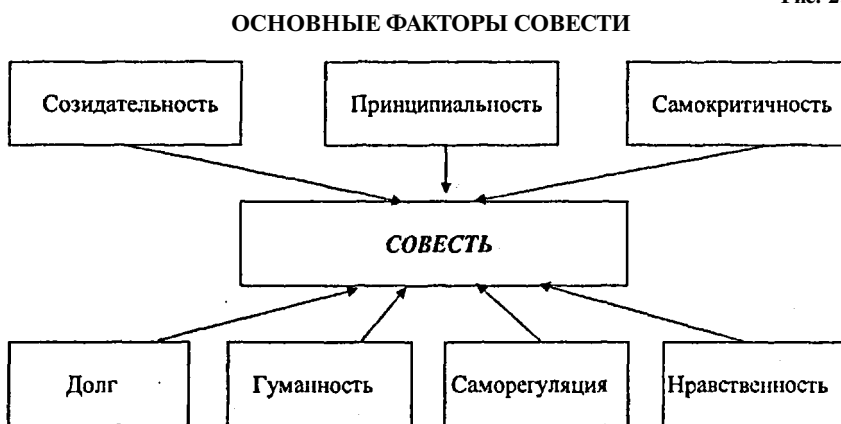 Рис. 2
ОСНОВНЫЕ ФАКТОРЫ СОВЕСТИ
Созидательность
Принципиальность
Самокритичность
СОВЕСТЬ
Долг
Гуманность
Саморегуляция
Нравственность